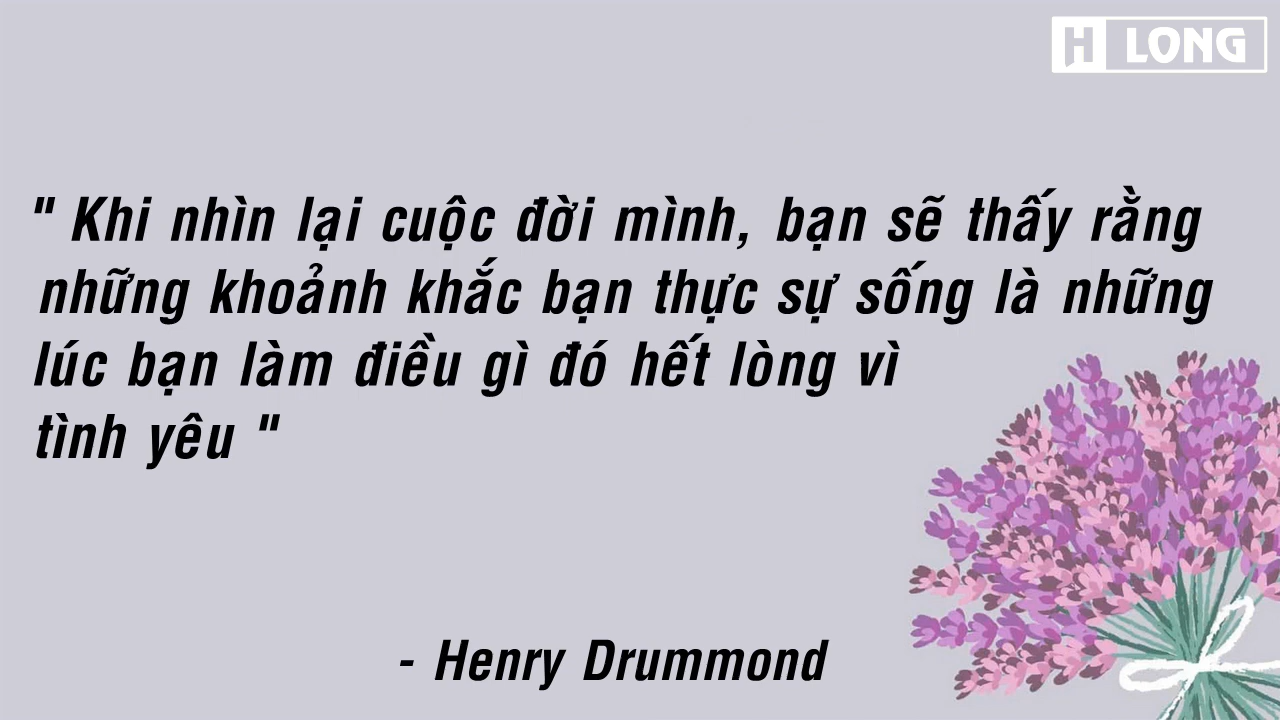 H LONG
" Khi nhìn lại cuộc đời mình, bạn sẽ thấy rằng
những khoảnh khắc bạn thực sự sống là những
lúc bạn làm điều gì đó hết lòng vì
tình yêu "
- Henry Drummond